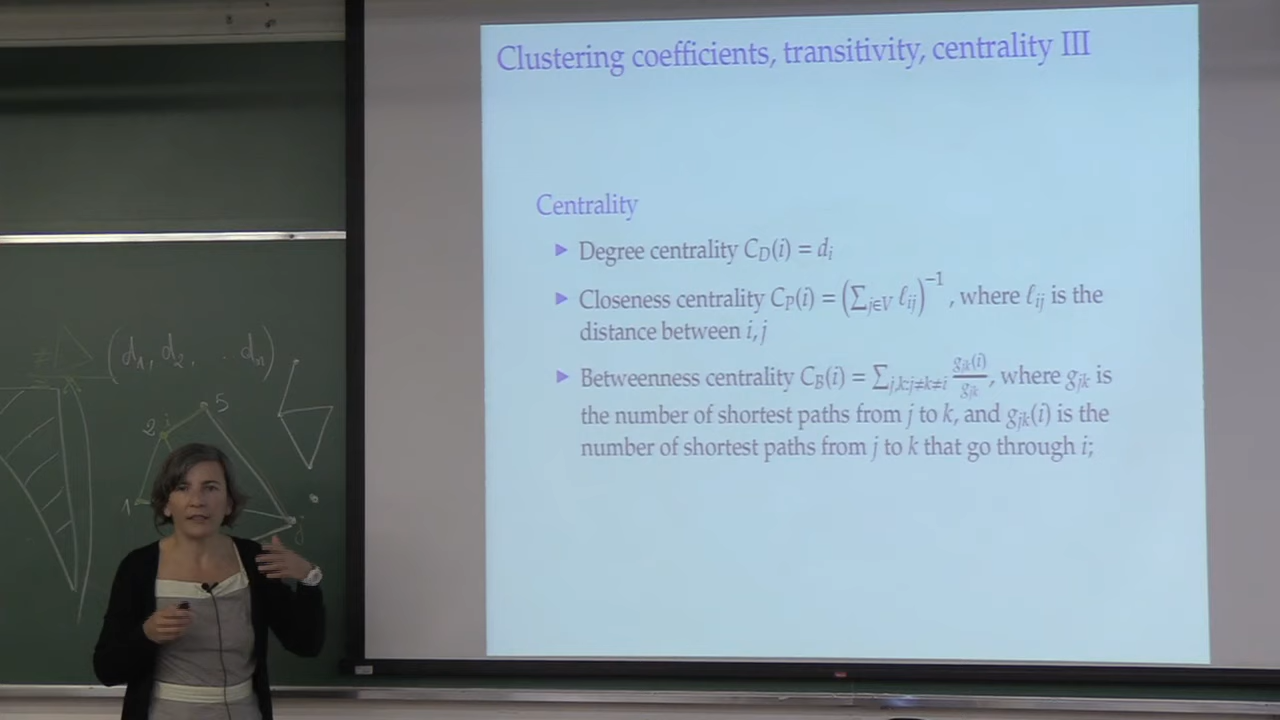 Clustering coefficients, transitivity, centrality III
Centrality
▶ Degree centrality C_D(i) = d_i
▶ Closeness centrality C_P(i) = (∑_{j∈V} ℓ_{ij})^{-1}, where ℓ_{ij} is the
distance between i, j
▶ Betweenness centrality C_B(i) = ∑_{j,k:j≠k≠i} g_{jk}(i)/g_{jk}, where g_{jk} is
the number of shortest paths from j to k, and g_{jk}(i) is the
number of shortest paths from j to k that go through i;
(d_1, d_2, .. d_n)
5
2 i
1
j